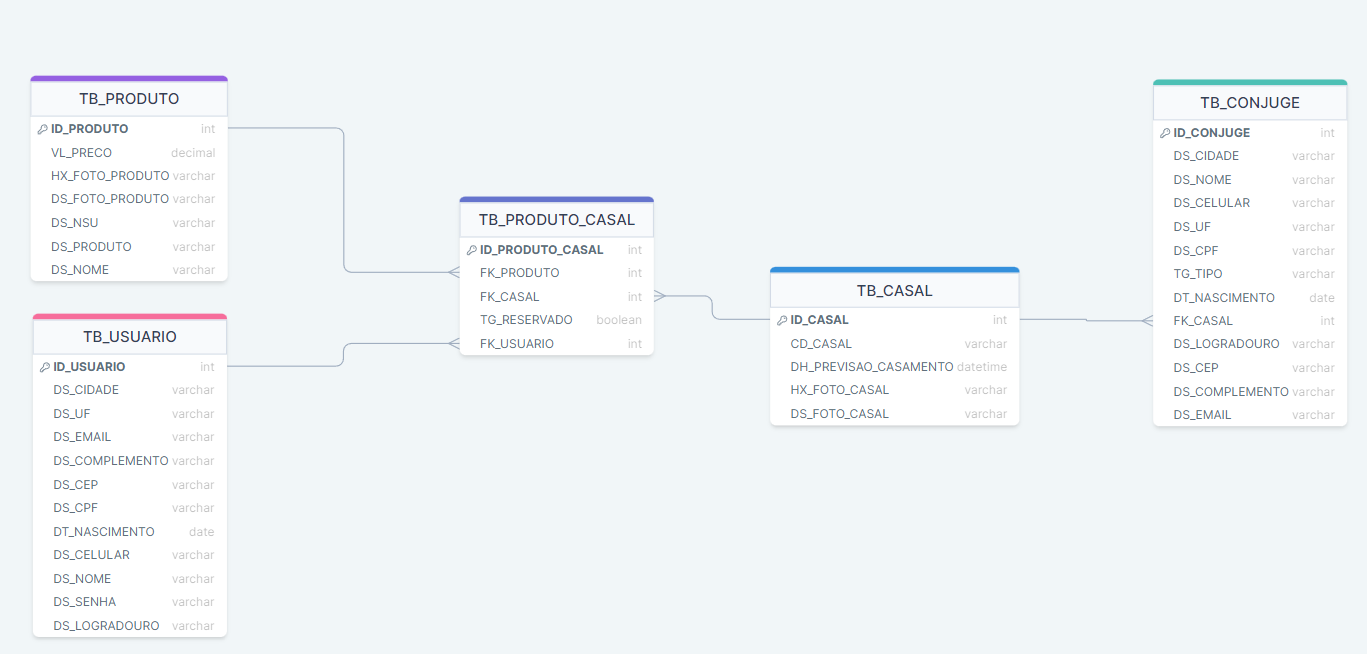 TB_PRODUTO
ID_PRODUTO int
VL_PRECO decimal
HX_FOTO_PRODUTO varchar
DS_FOTO_PRODUTO varchar
DS_NSU varchar
DS_PRODUTO varchar
DS_NOME varchar
TB_USUARIO
ID_USUARIO int
DS_CIDADE varchar
DS_UF varchar
DS_EMAIL varchar
DS_COMPLEMENTO varchar
DS_CEP varchar
DS_CPF varchar
DT_NASCIMENTO date
DS_CELULAR varchar
DS_NOME varchar
DS_SENHA varchar
DS_LOGRADOURO varchar
TB_PRODUTO_CASAL
ID_PRODUTO_CASAL int
FK_PRODUTO int
FK_CASAL int
TG_RESERVADO boolean
FK_USUARIO int
TB_CASAL
ID_CASAL int
CD_CASAL varchar
DH_PREVISAO_CASAMENTO datetime
HX_FOTO_CASAL varchar
DS_FOTO_CASAL varchar
TB_CONJUGE
ID_CONJUGE int
DS_CIDADE varchar
DS_NOME varchar
DS_CELULAR varchar
DS_UF varchar
DS_CPF varchar
TG_TIPO varchar
DT_NASCIMENTO date
FK_CASAL int
DS_LOGRADOURO varchar
DS_CEP varchar
DS_COMPLEMENTO varchar
DS_EMAIL varchar